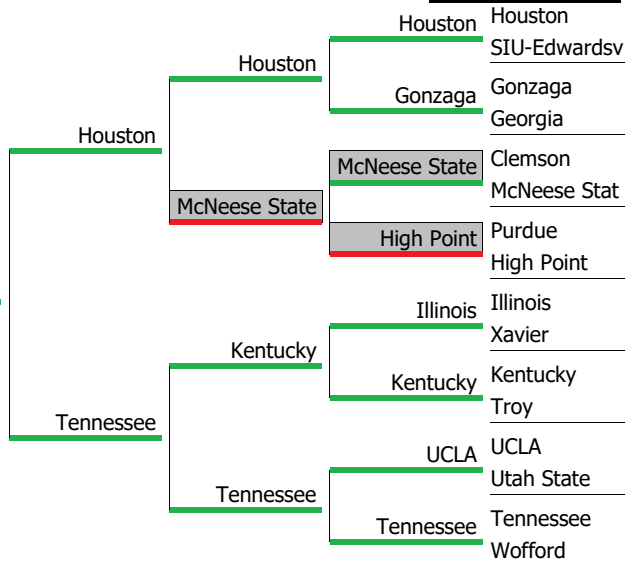 Houston
Houston
SIU-Edwardsv
Houston
Gonzaga
Gonzaga
Georgia
Houston
McNeese State
Clemson
McNeese Stat
McNeese State
High Point
Purdue
High Point
Illinois
Illinois
Xavier
Kentucky
Kentucky
Kentucky
Troy
Tennessee
UCLA
UCLA
Utah State
Tennessee
Tennessee
Tennessee
Wofford